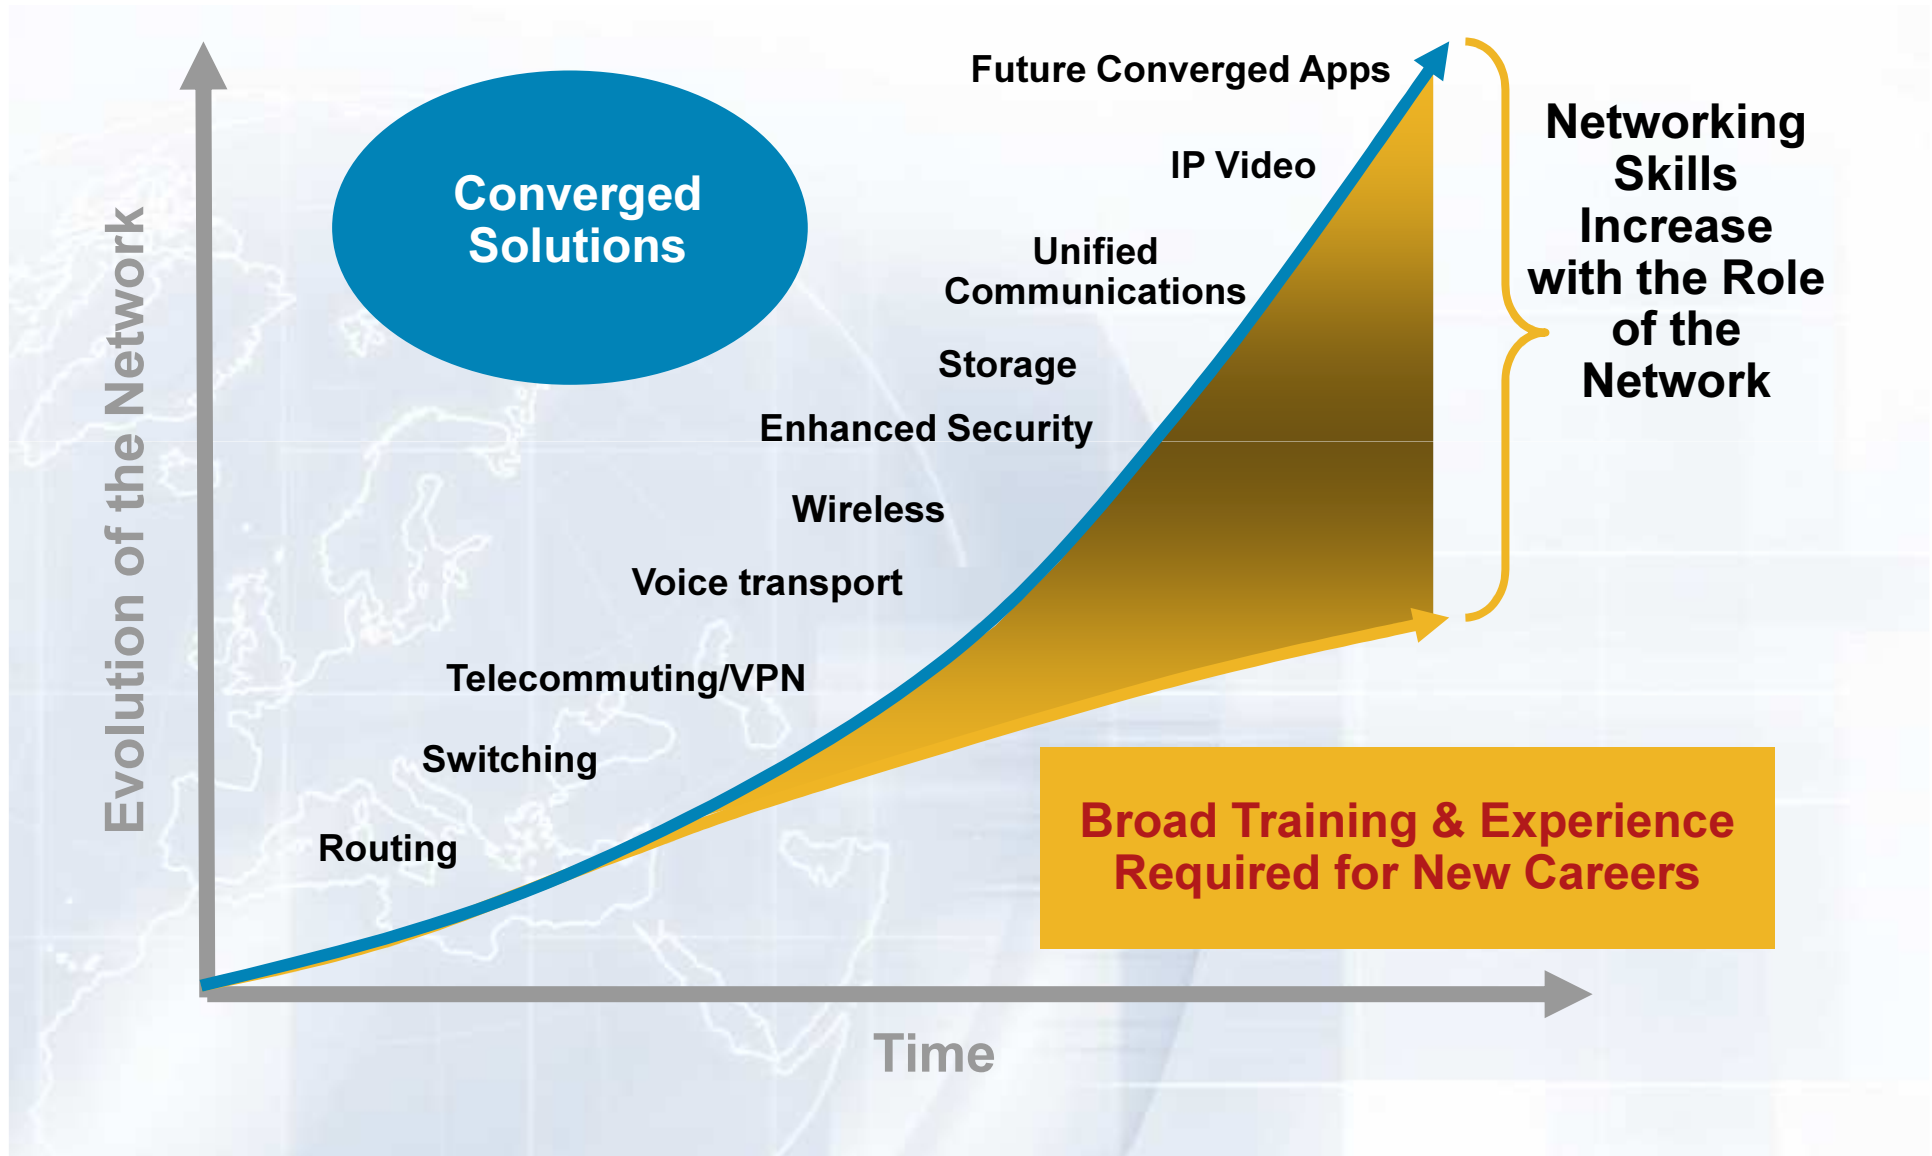 Future Converged Apps
Converged
Solutions
IP Video
Unified
Communications
Storage
Enhanced Security
Wireless
Voice transport
Telecommuting/VPN
Switching
Routing
Networking
Skills
Increase
with the Role
of the
Network
Broad Training & Experience
Required for New Careers
Evolution of the Network
Time